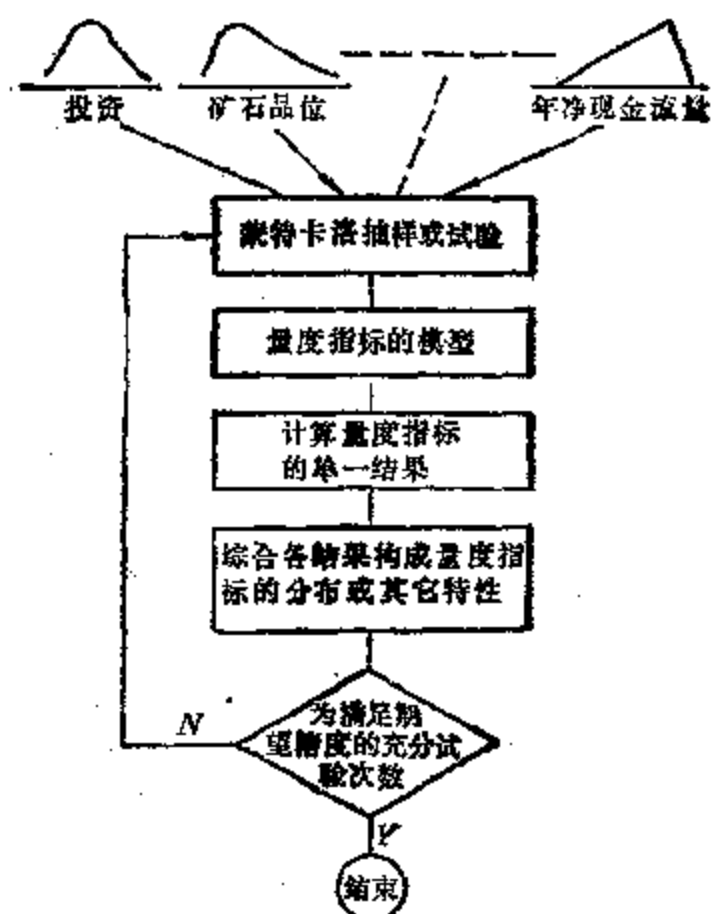 投资 矿石品位 年净现金流量
蒙特卡洛抽样或试验
量度指标的模型
计算量度指标
的单一结果
综合各结果构成量度指
标的分布或其它特性
为满足期
望精度的充分试
验次数
N
Y
结束